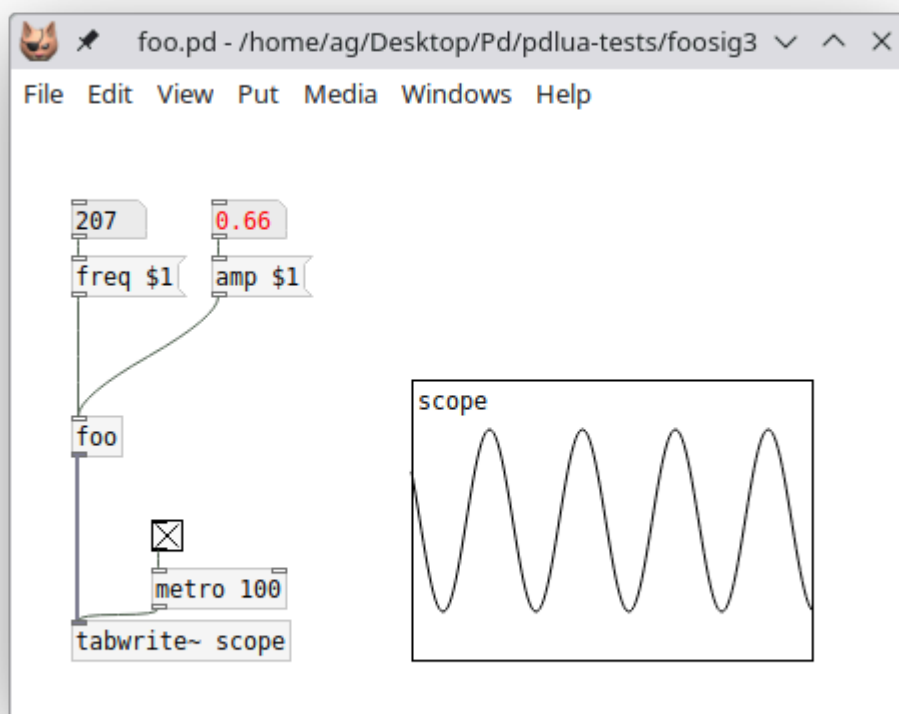 foo.pd - /home/ag/Desktop/Pd/pdlua-tests/foosig3
File Edit View Put Media Windows Help
207 0.66
freq $1 amp $1
scope
foo
metro 100
tabwrite~ scope